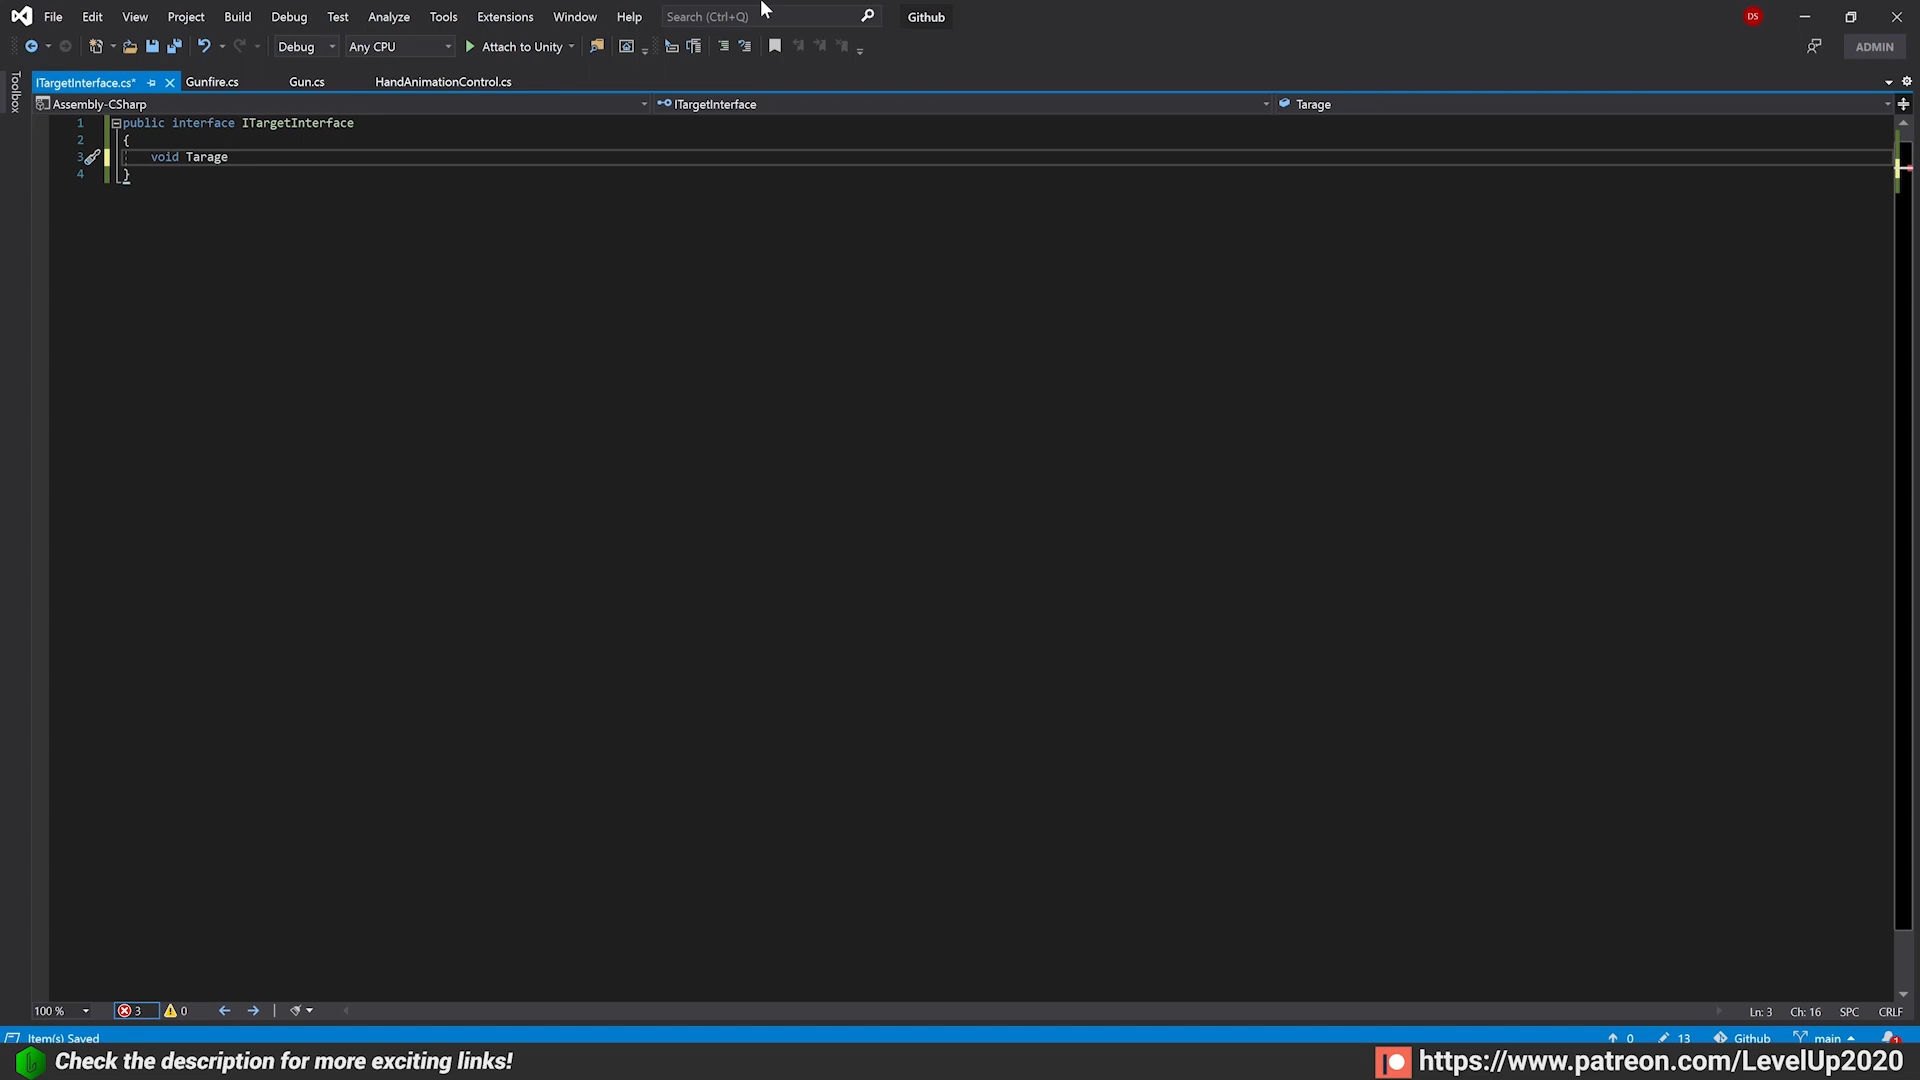 File Edit View Project Build Debug Test Analyze Tools Extensions Window Help Search (Ctrl+Q) Github DS
Debug Any CPU Attach to Unity ADMIN
Toolbox
ITargetInterface.cs* Gunfire.cs Gun.cs HandAnimationControl.cs
Assembly-CSharp ITargetInterface Tarage
1 public interface ITargetInterface
2 {
3 void Tarage
4 }
100 % 3 0 Ln: 3 Ch: 16 SPC CRLF
Item(s) Saved 0 13 Github main 1
Check the description for more exciting links! https://www.patreon.com/LevelUp2020